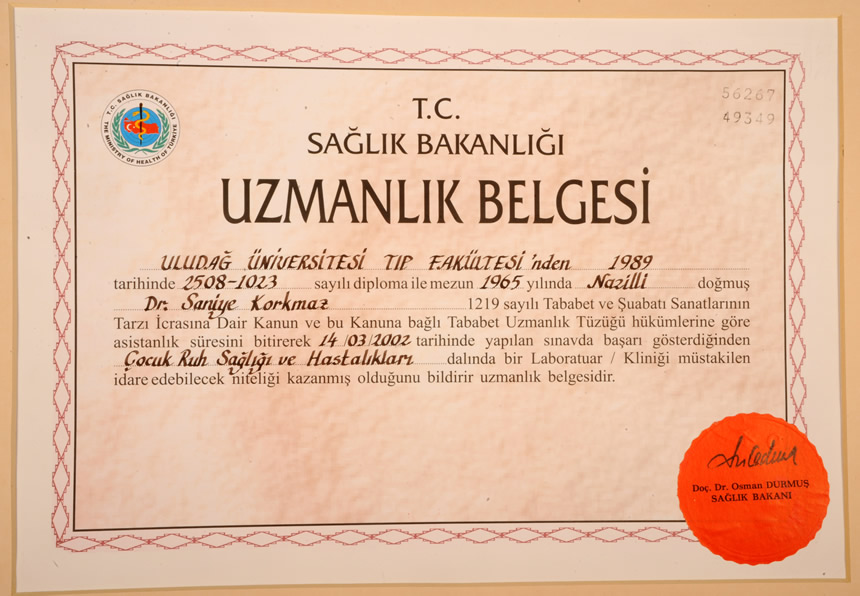 T.C. SAĞLIK BAKANLIĞI
THE MINISTRY OF HEALTH OF TÜRKİYE
56267
49349
T.C.
SAĞLIK BAKANLIĞI
UZMANLIK BELGESİ
ULUDAĞ ÜNİVERSİTESİ TIP FAKÜLTESİ'nden 1989
tarihinde 2508-1023 sayılı diploma ile mezun 1965 yılında Nazilli doğmuş
Dr. Saniye Korkmaz 1219 sayılı Tababet ve Şuabatı Sanatlarının
Tarzı İcrasına Dair Kanun ve bu Kanuna bağlı Tababet Uzmanlık Tüzüğü hükümlerine göre
asistanlık süresini bitirerek 14/03/2002 tarihinde yapılan sınavda başarı gösterdiğinden
Çocuk Ruh Sağlığı ve Hastalıkları dalında bir Laboratuar / Kliniği müstakilen
idare edebilecek niteliği kazanmış olduğunu bildirir uzmanlık belgesidir.
Doç. Dr. Osman DURMUŞ
SAĞLIK BAKANI